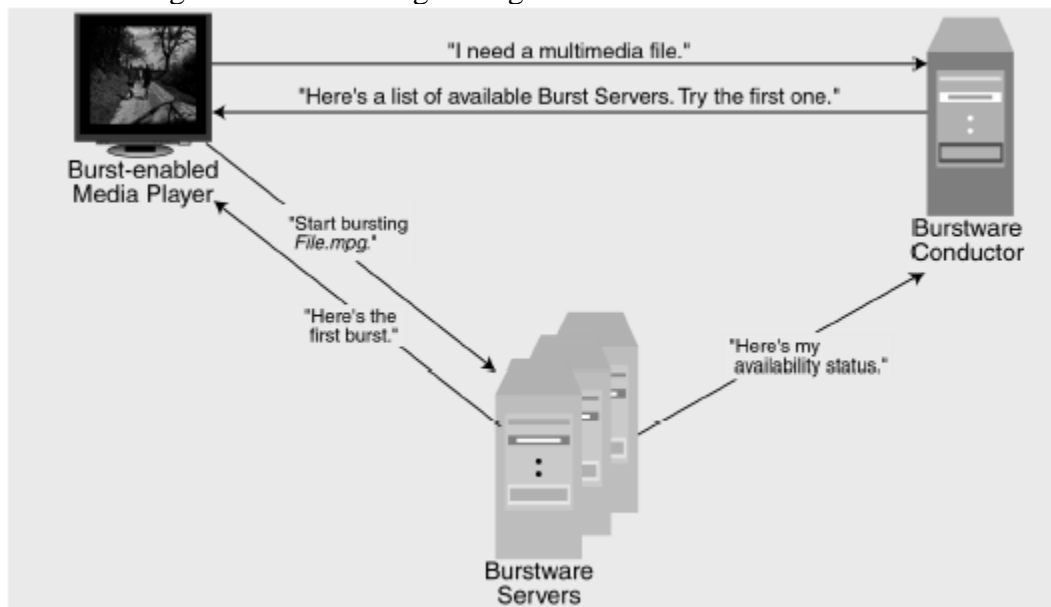 "I need a multimedia file."
"Here's a list of available Burst Servers. Try the first one."
Burst-enabled
Media Player
"Start bursting
File.mpg."
Burstware
Conductor
"Here's the
first burst."
"Here's my
availability status."
Burstware
Servers